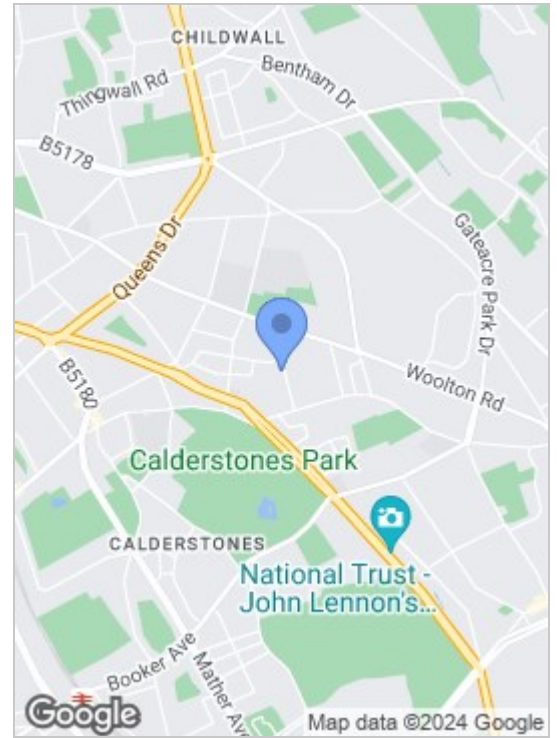 CHILDWALL
Thingwall Rd
Bentham Dr
B5178
Queens Dr
Gateacre Park Dr
B5180
Woolton Rd
Calderstones Park
CALDERSTONES
National Trust -
John Lennon's...
Booker Ave
Mather Ave
Google
Map data ©2024 Google